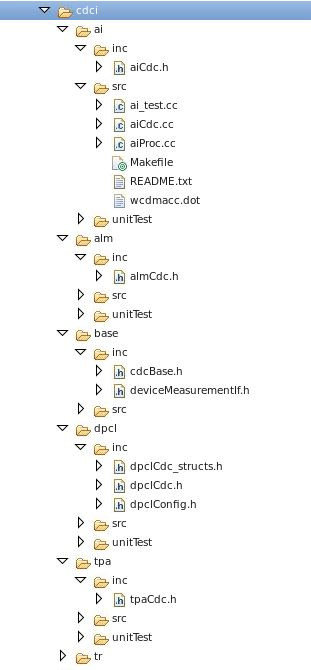 cdci
ai
inc
aiCdc.h
src
ai_test.cc
aiCdc.cc
aiProc.cc
Makefile
README.txt
wcdmacc.dot
unitTest
alm
inc
almCdc.h
src
unitTest
base
inc
cdcBase.h
deviceMeasurementIf.h
src
dpcl
inc
dpclCdc_structs.h
dpclCdc.h
dpclConfig.h
src
unitTest
tpa
inc
tpaCdc.h
src
unitTest
tr